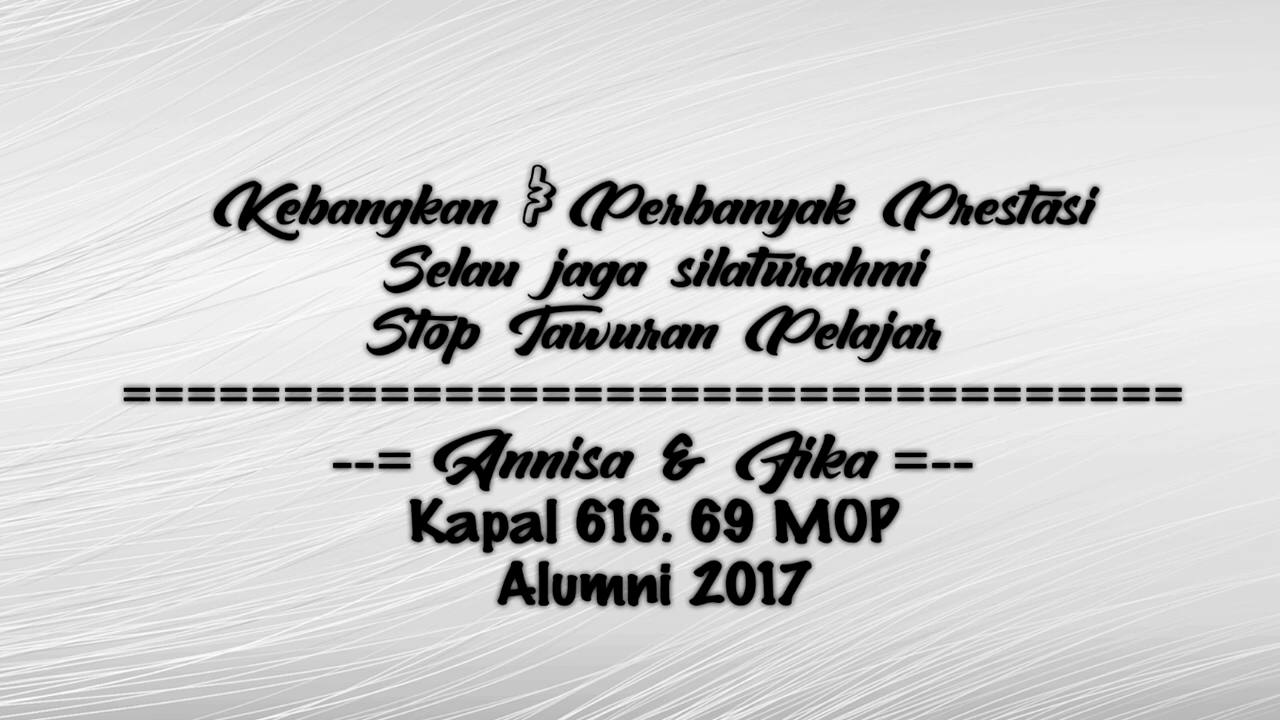 Kebangkan & Perbanyak Prestasi
Selau jaga silaturahmi
Stop Tawuran Pelajar
=================================
--= Annisa & Fika =--
Kapal 616. 69 MOP
Alumni 2017